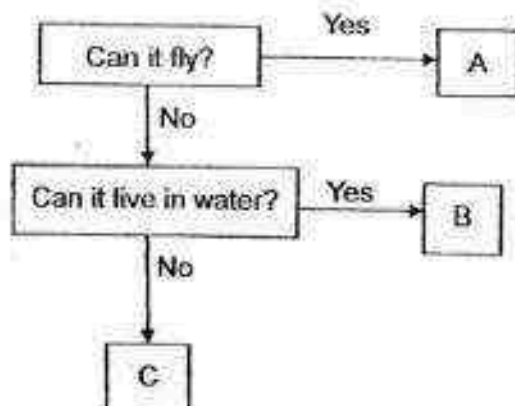 Yes
Can it fly?
A
No
Can it live in water?
Yes
B
No
C